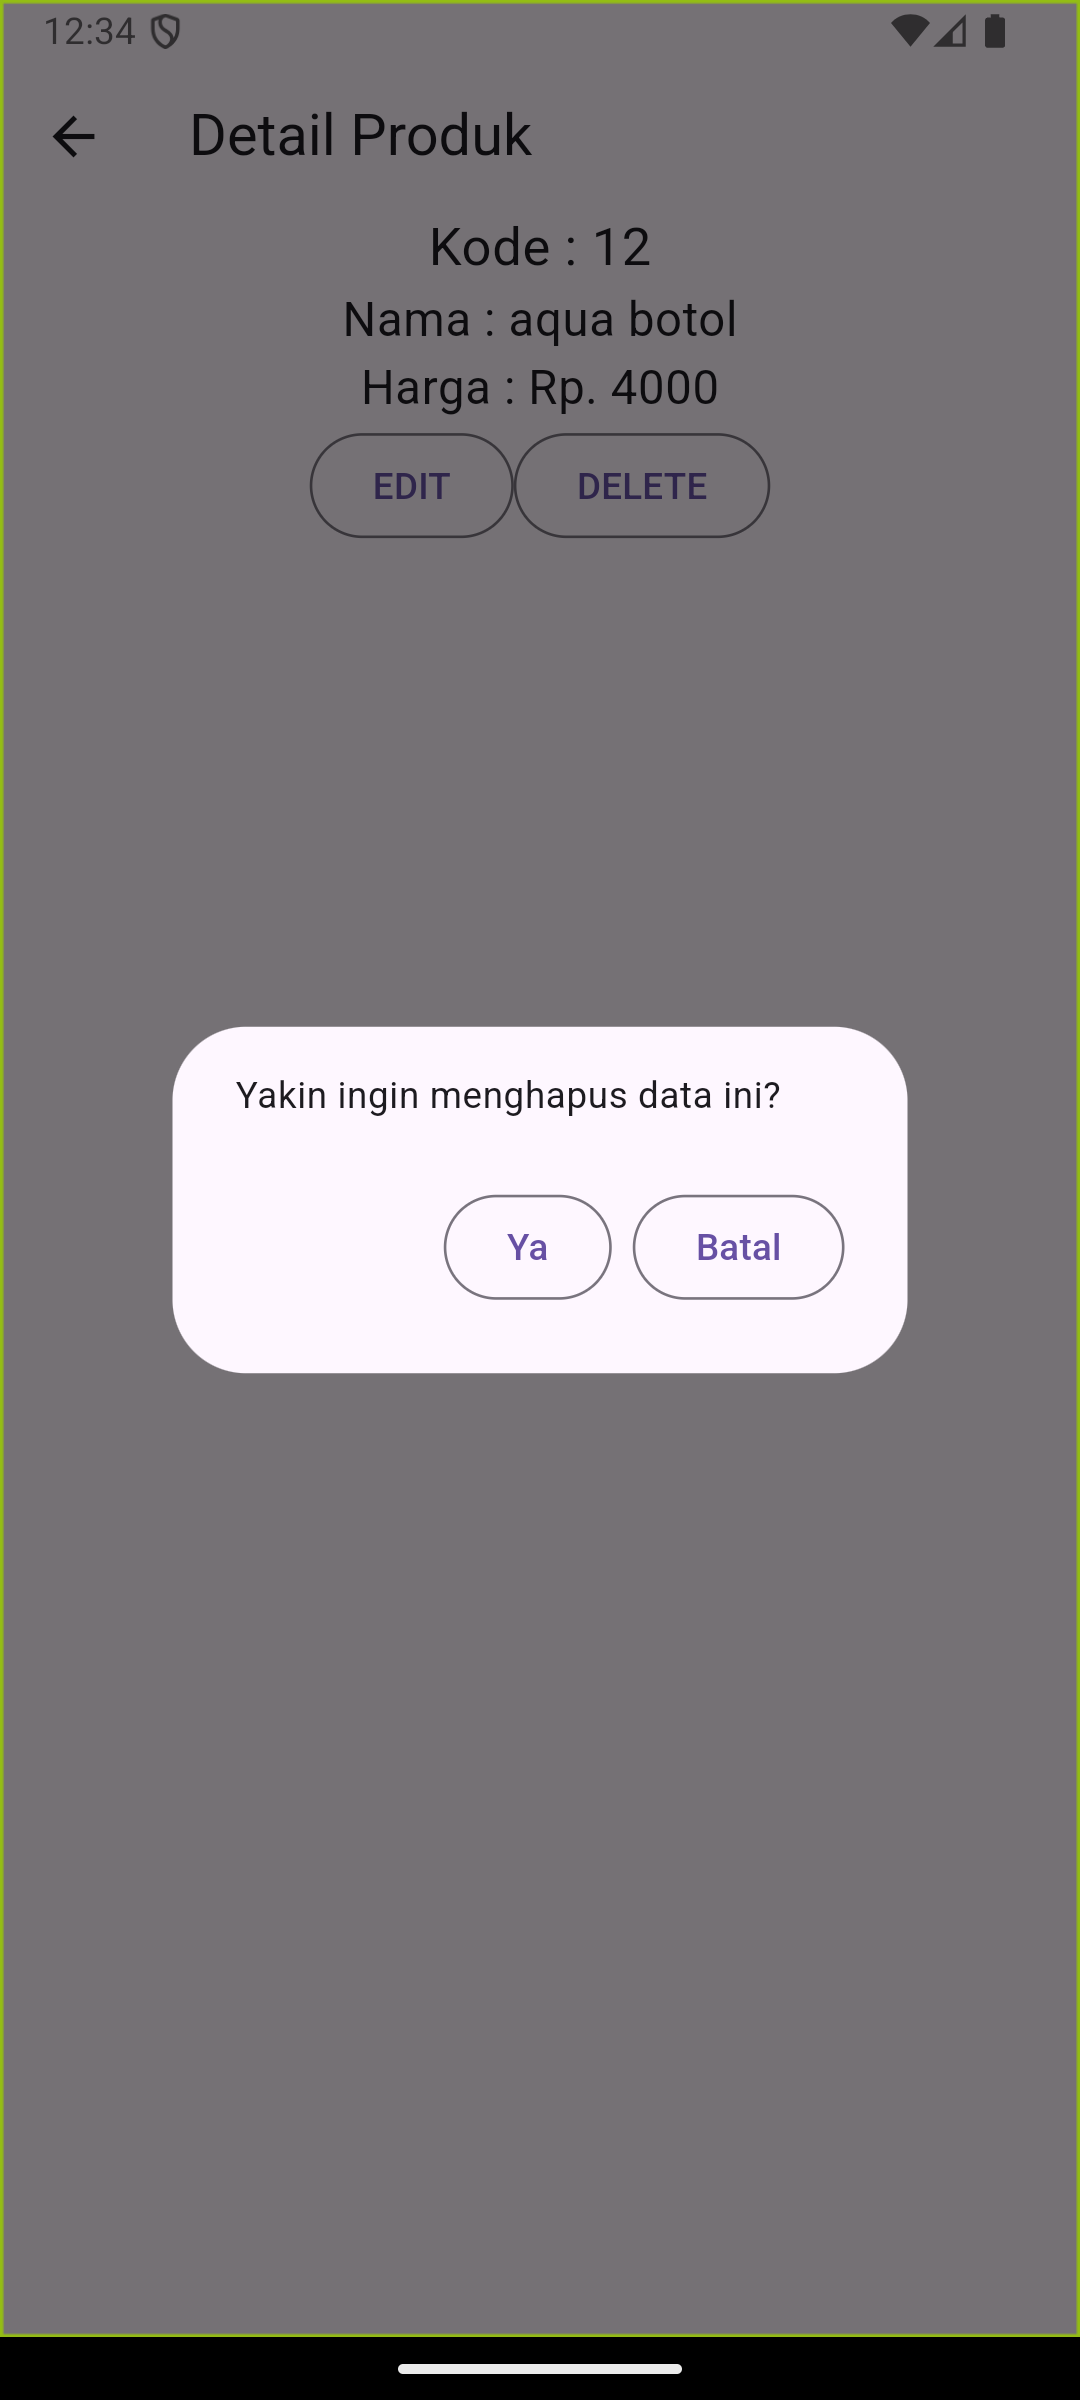 12:34
Detail Produk
Kode : 12
Nama : aqua botol
Harga : Rp. 4000
EDIT DELETE
Yakin ingin menghapus data ini?
Ya Batal